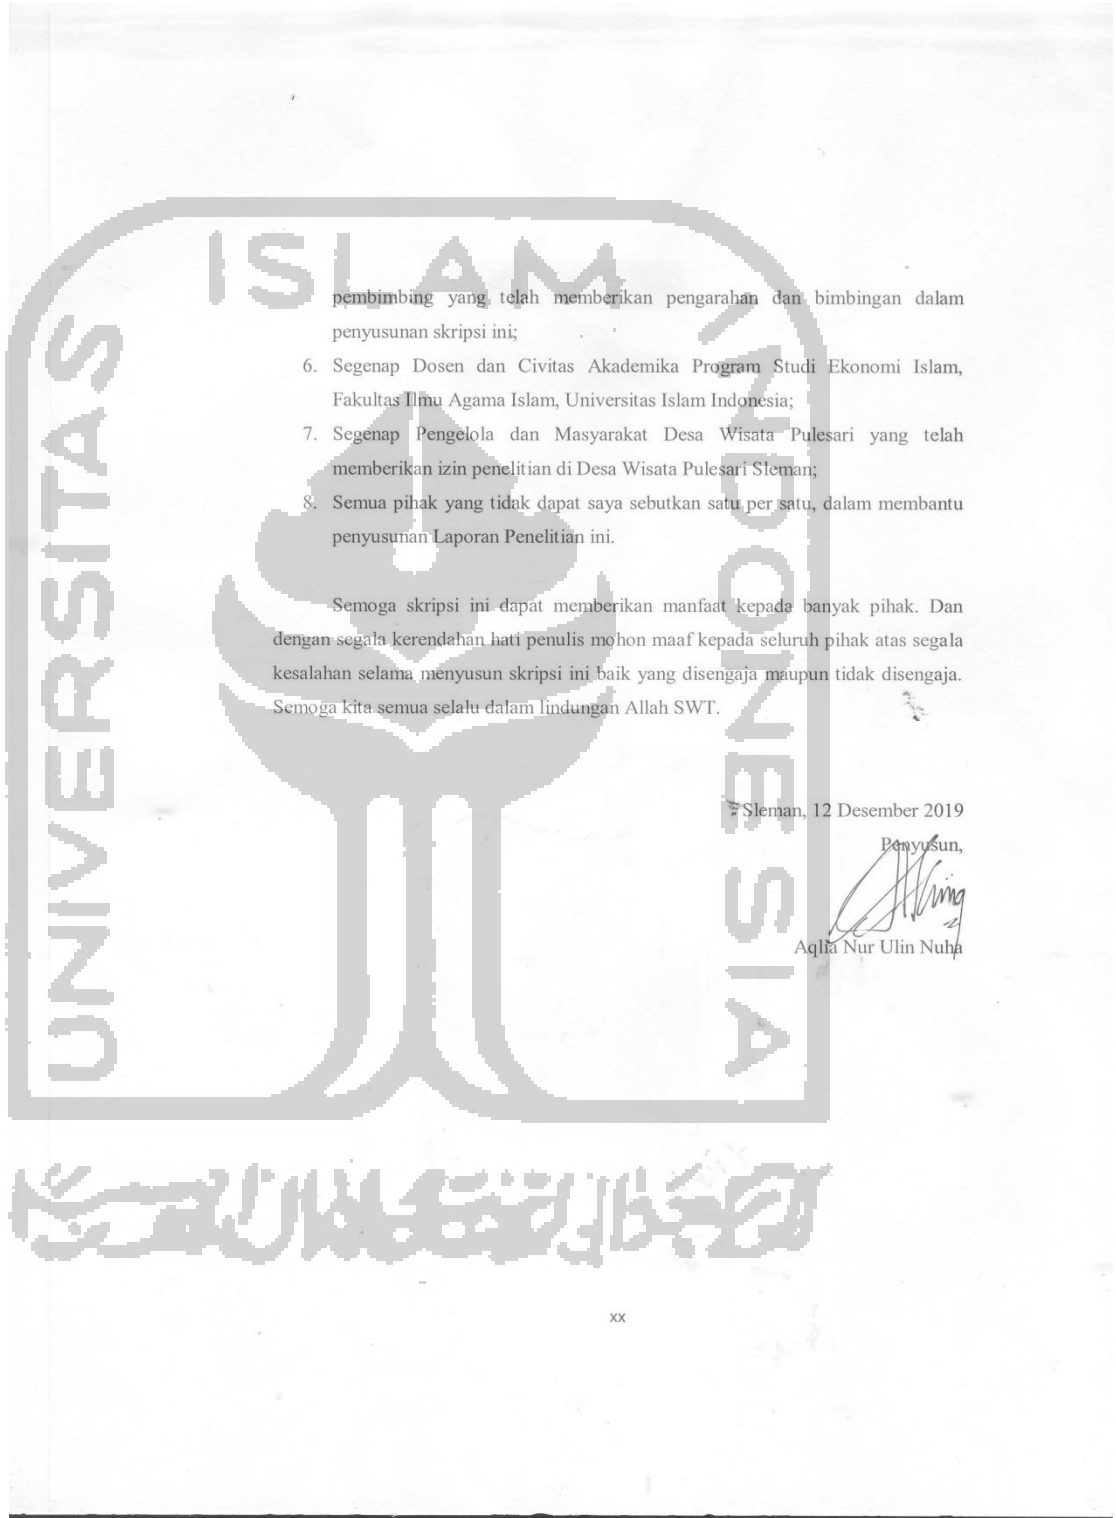 ISLAM
UNIVERSITAS
INDONESIA
pembimbing yang telah memberikan pengarahan dan bimbingan dalam
penyusunan skripsi ini;
6. Segenap Dosen dan Civitas Akademika Program Studi Ekonomi Islam,
Fakultas Ilmu Agama Islam, Universitas Islam Indonesia;
7. Segenap Pengelola dan Masyarakat Desa Wisata Pulesari yang telah
memberikan izin penelitian di Desa Wisata Pulesari Sleman;
8. Semua pihak yang tidak dapat saya sebutkan satu per satu, dalam membantu
penyusunan Laporan Penelitian ini.
Semoga skripsi ini dapat memberikan manfaat kepada banyak pihak. Dan
dengan segala kerendahan hati penulis mohon maaf kepada seluruh pihak atas segala
kesalahan selama menyusun skripsi ini baik yang disengaja maupun tidak disengaja.
Semoga kita semua selalu dalam lindungan Allah SWT.
Sleman, 12 Desember 2019
Penyusun,
Aqlia Nur Ulin Nuha
xx